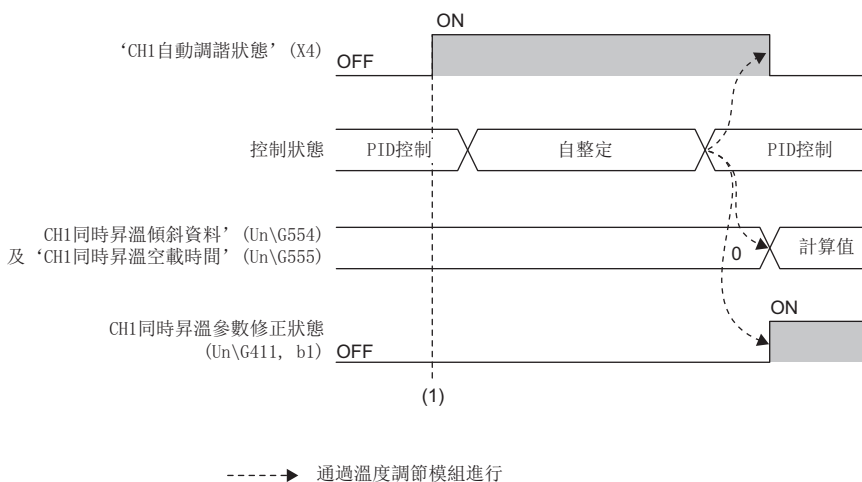 ON
‘CH1自動調諧狀態’ (X4)
OFF
控制狀態
PID控制
自整定
PID控制
CH1同時昇溫傾斜資料’ (Un\G554)
及‘CH1同時昇溫空載時間’ (Un\G555)
0
計算值
ON
CH1同時昇溫參數修正狀態
(Un\G411, b1)
OFF
(1)
通過溫度調節模組進行